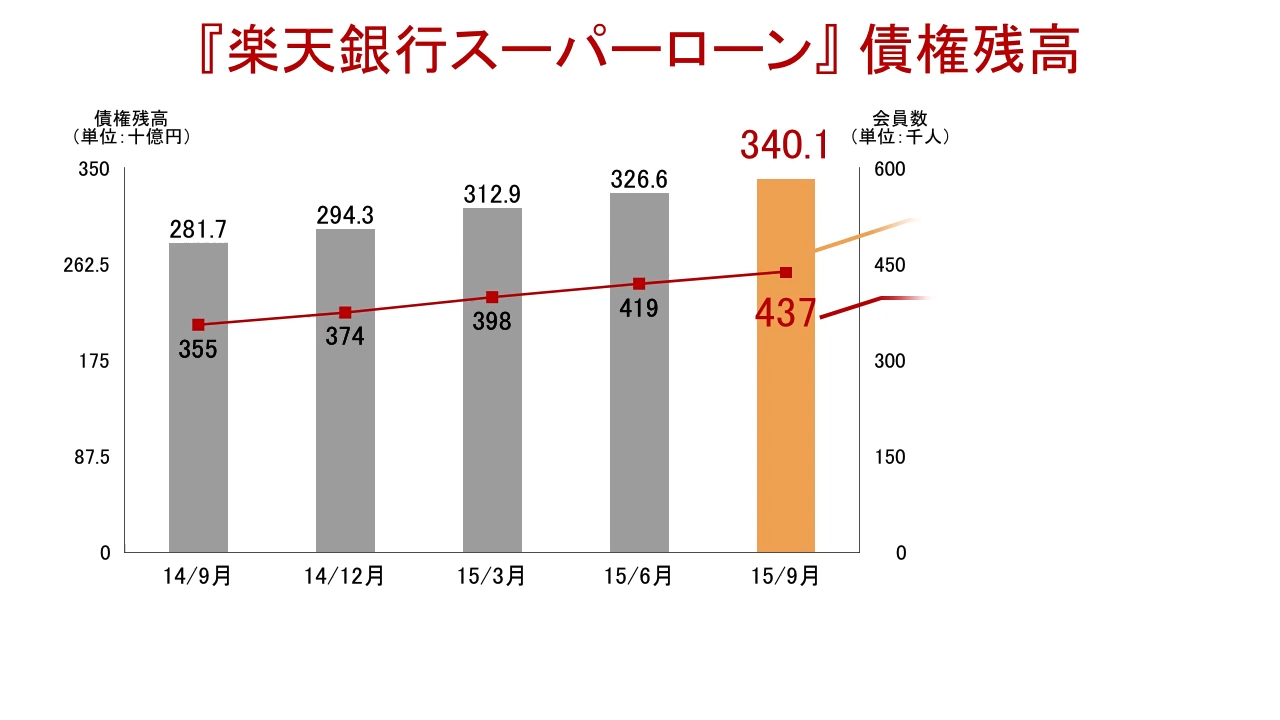 『楽天銀行スーパーローン』債権残高
債権残高
（単位：十億円）
会員数
（単位：千人）
350
262.5
175
87.5
0
600
450
300
150
0
281.7
294.3
312.9
326.6
340.1
355
374
398
419
437
14/9月
14/12月
15/3月
15/6月
15/9月